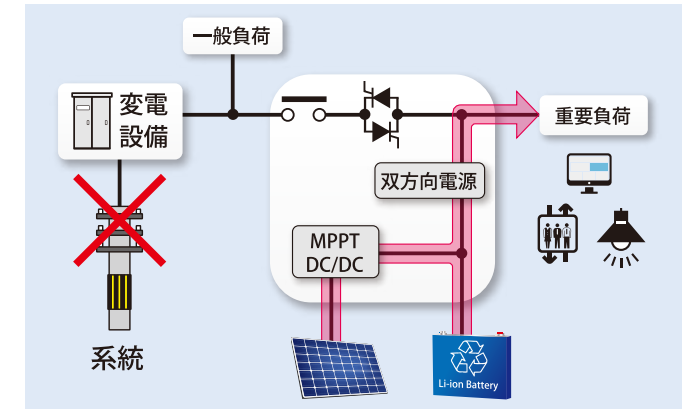 一般負荷
変電
設備
重要負荷
双方向電源
MPPT
DC/DC
系統
Li-ion Battery